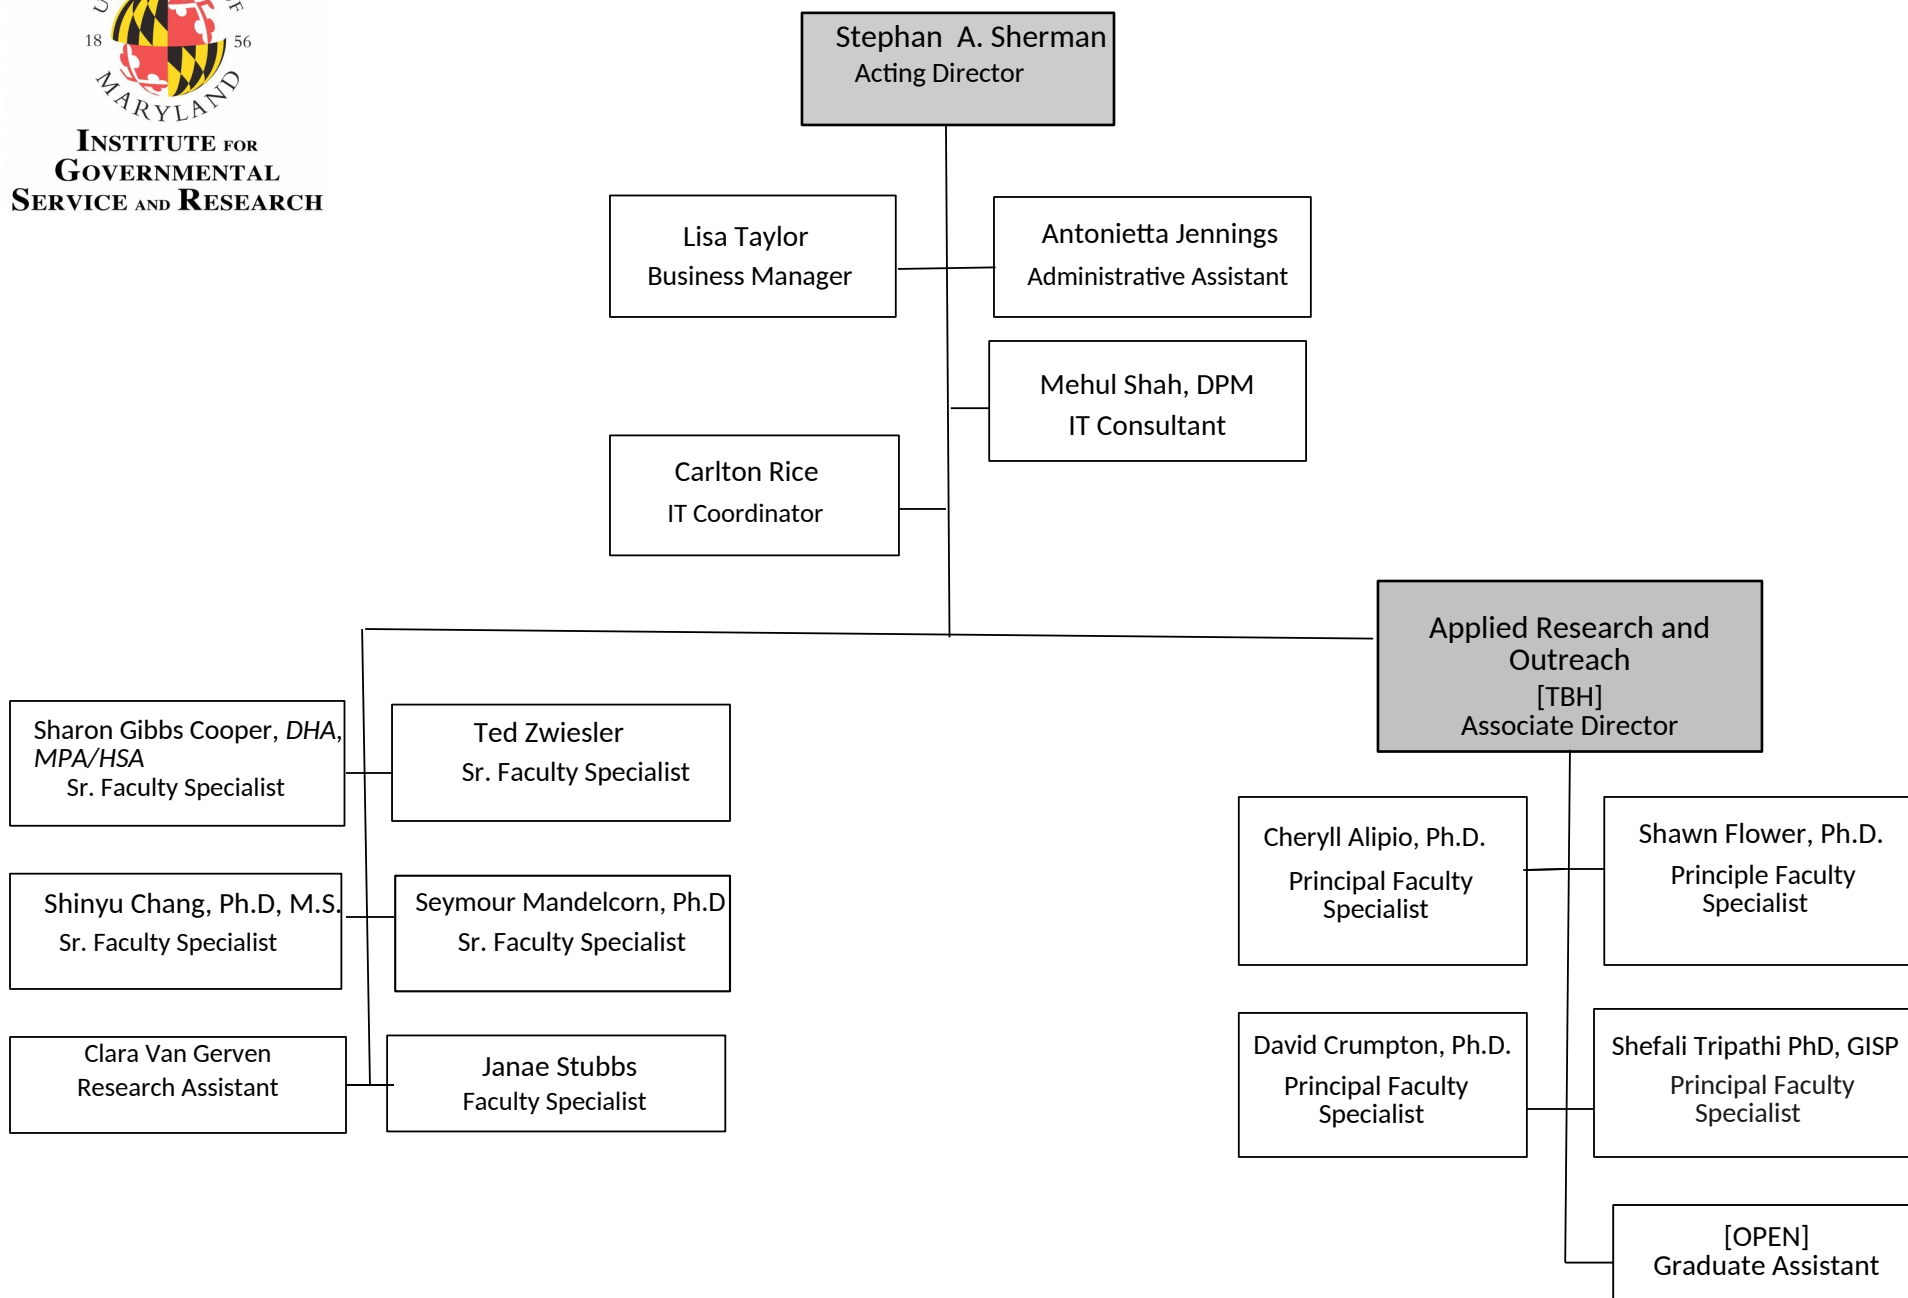 18 56
MARYLAND
INSTITUTE FOR
GOVERNMENTAL
SERVICE AND RESEARCH
Stephan A. Sherman
Acting Director
Lisa Taylor
Business Manager
Antonietta Jennings
Administrative Assistant
Mehul Shah, DPM
IT Consultant
Carlton Rice
IT Coordinator
Applied Research and
Outreach
[TBH]
Associate Director
Sharon Gibbs Cooper, DHA,
MPA/HSA
Sr. Faculty Specialist
Ted Zwiesler
Sr. Faculty Specialist
Shinyu Chang, Ph.D, M.S.
Sr. Faculty Specialist
Seymour Mandelcorn, Ph.D
Sr. Faculty Specialist
Clara Van Gerven
Research Assistant
Janae Stubbs
Faculty Specialist
Cheryll Alipio, Ph.D.
Principal Faculty
Specialist
Shawn Flower, Ph.D.
Principle Faculty
Specialist
David Crumpton, Ph.D.
Principal Faculty
Specialist
Shefali Tripathi PhD, GISP
Principal Faculty
Specialist
[OPEN]
Graduate Assistant